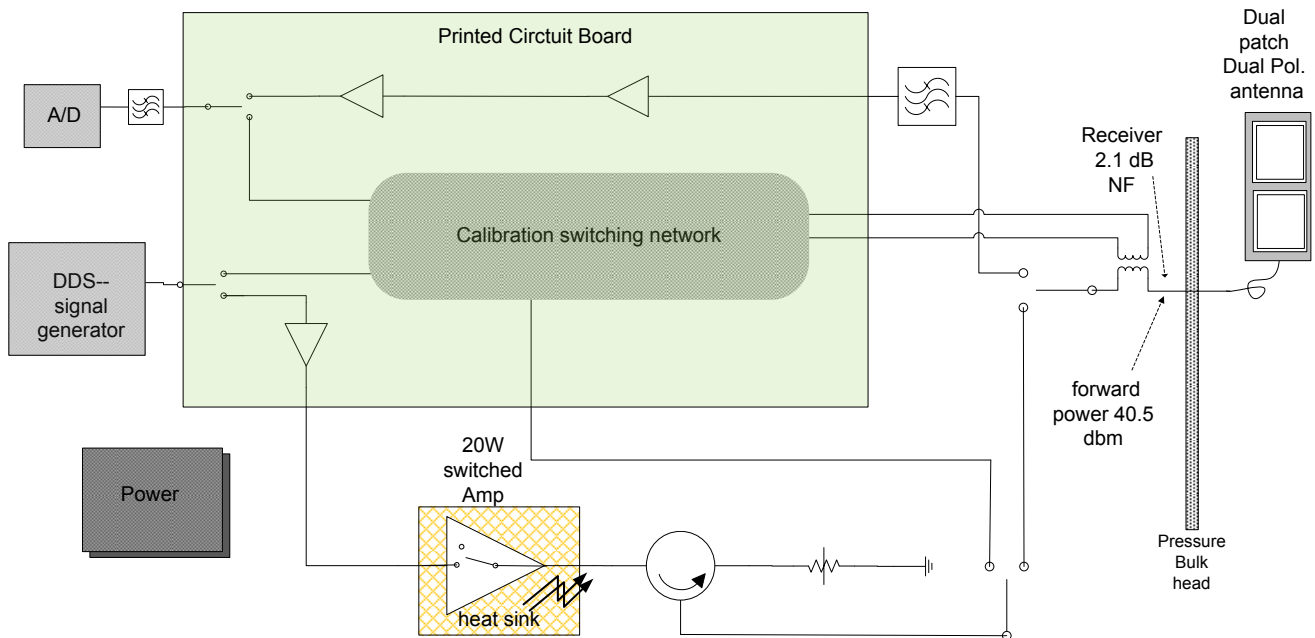 Dual
patch
Dual Pol.
antenna
Printed Circtuit Board
A/D
Receiver
2.1 dB
NF
Calibration switching network
DDS--
signal
generator
forward
power 40.5
dbm
20W
switched
Amp
Power
Pressure
Bulk
head
heat sink